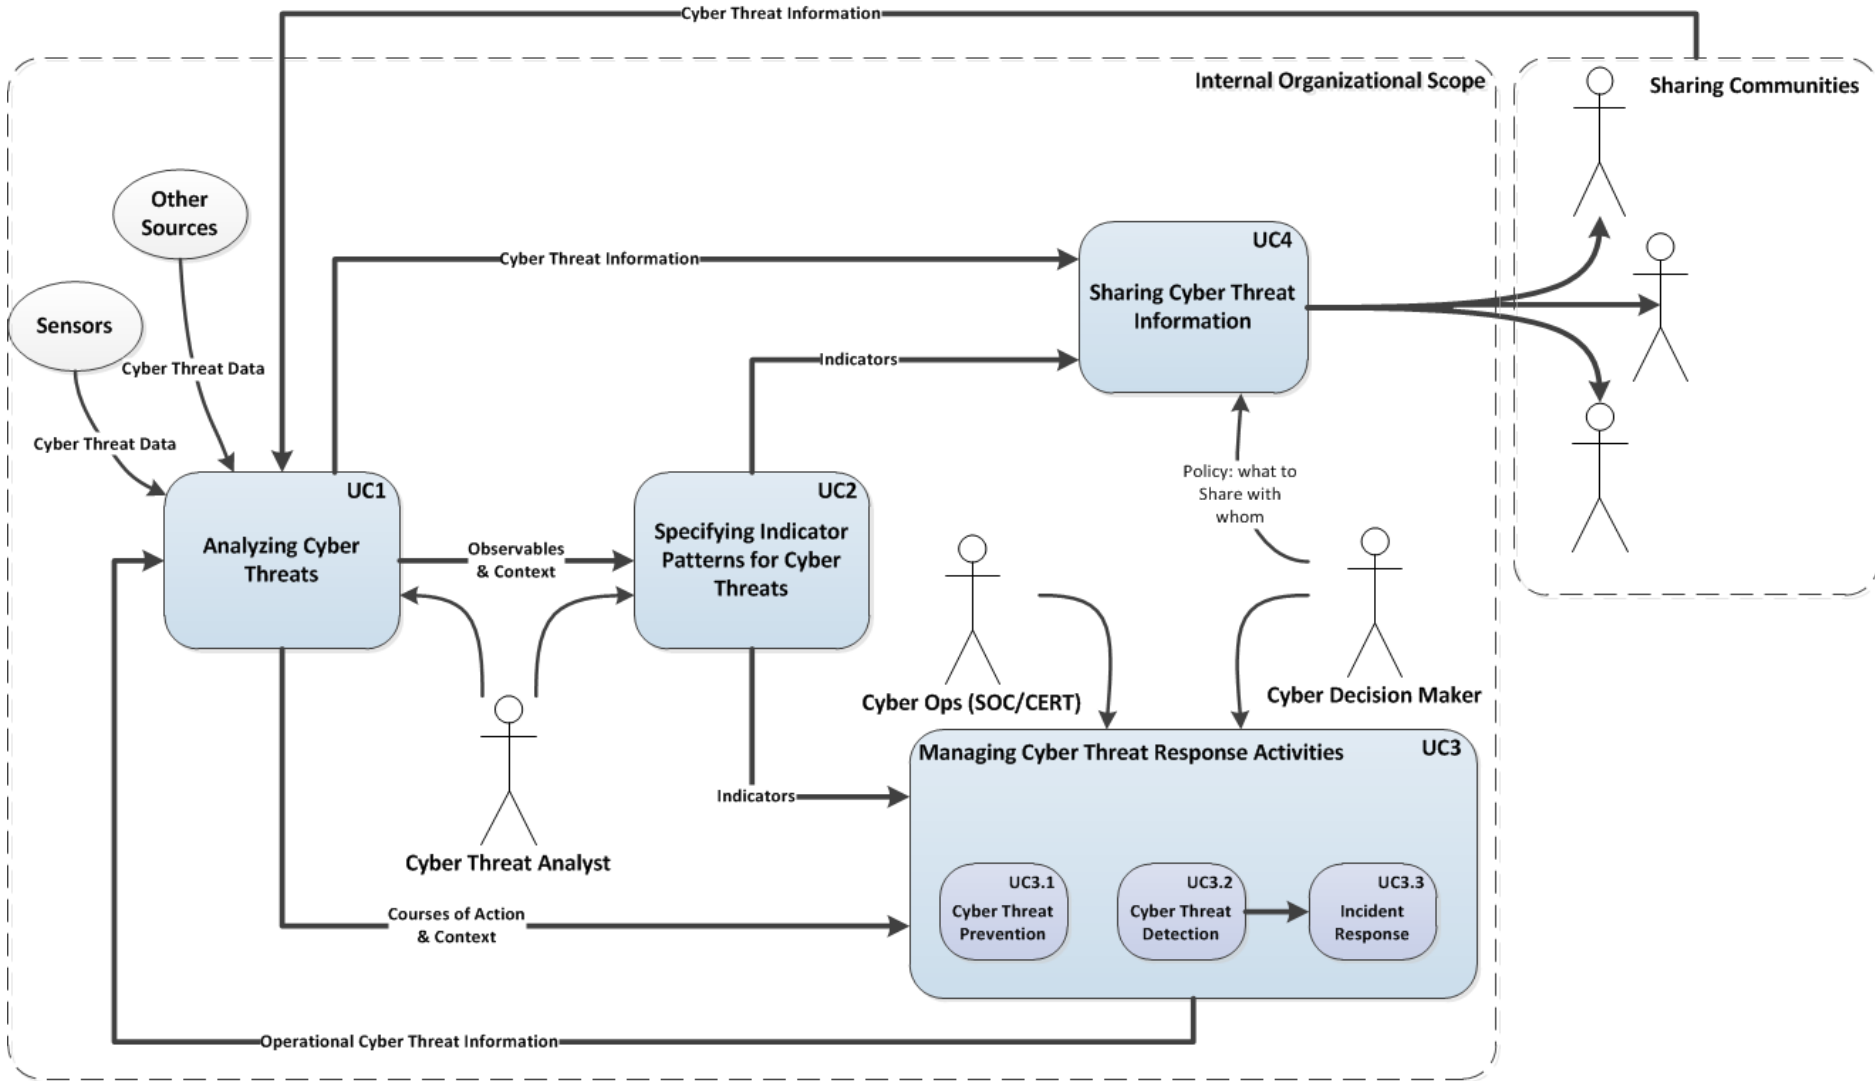 Cyber Threat Information
Internal Organizational Scope
Sharing Communities
Other
Sources
Sensors
Cyber Threat Data
Cyber Threat Data
Cyber Threat Information
UC4
Sharing Cyber Threat
Information
Indicators
Policy: what to
Share with
whom
UC1
Analyzing Cyber
Threats
Observables
& Context
UC2
Specifying Indicator
Patterns for Cyber
Threats
Cyber Ops (SOC/CERT)
Cyber Decision Maker
Cyber Threat Analyst
Indicators
Managing Cyber Threat Response Activities
UC3
UC3.1
Cyber Threat
Prevention
UC3.2
Cyber Threat
Detection
UC3.3
Incident
Response
Courses of Action
& Context
Operational Cyber Threat Information